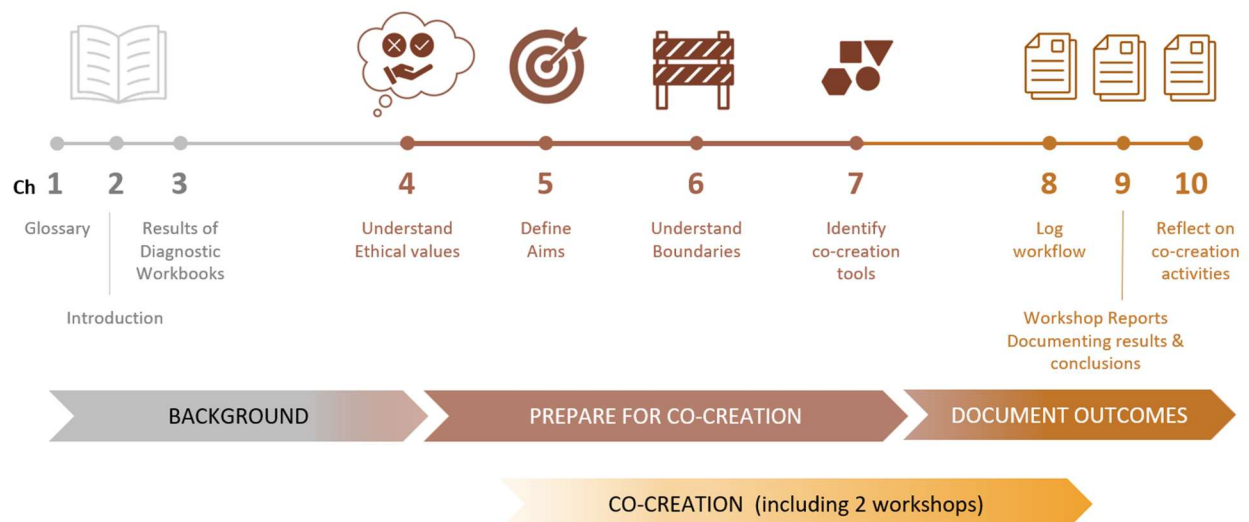 Ch 1 2 3 4 5 6 7 8 9 10
Glossary
Results of
Diagnostic
Workbooks
Introduction
Understand
Ethical values
Define
Aims
Understand
Boundaries
Identify
co-creation
tools
Log
workflow
Reflect on
co-creation
activities
Workshop Reports
Documenting results &
conclusions
BACKGROUND
PREPARE FOR CO-CREATION
DOCUMENT OUTCOMES
CO-CREATION (including 2 workshops)